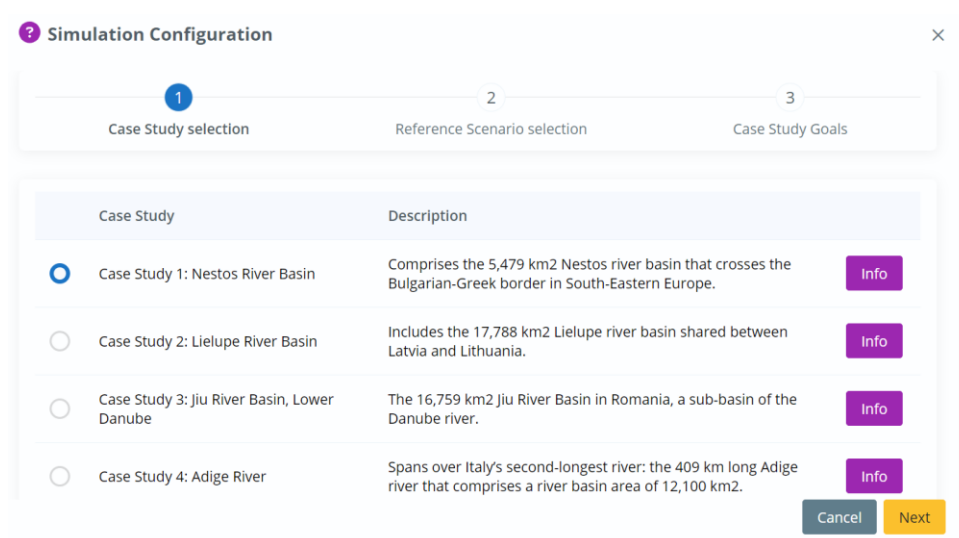 ? Simulation Configuration ×
1 2 3
Case Study selection Reference Scenario selection Case Study Goals
Case Study Description
Case Study 1: Nestos River Basin
Comprises the 5,479 km2 Nestos river basin that crosses the
Bulgarian-Greek border in South-Eastern Europe.
Info
Case Study 2: Lielupe River Basin
Includes the 17,788 km2 Lielupe river basin shared between
Latvia and Lithuania.
Info
Case Study 3: Jiu River Basin, Lower
Danube
The 16,759 km2 Jiu River Basin in Romania, a sub-basin of the
Danube river.
Info
Case Study 4: Adige River
Spans over Italy’s second-longest river: the 409 km long Adige
river that comprises a river basin area of 12,100 km2.
Info
Cancel Next